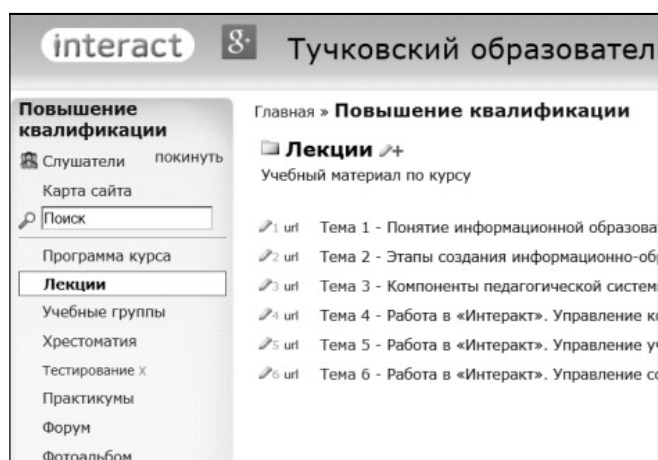 interact 8+ Тучковский образовател
Повышение
квалификации
Слушатели покинуть
Карта сайта
Поиск
Программа курса
Лекции
Учебные группы
Хрестоматия
Тестирование X
Практикумы
Форум
Фотоальбом
Главная » Повышение квалификации
Лекции +
Учебный материал по курсу
1 url Тема 1 - Понятие информационной образова
2 url Тема 2 - Этапы создания информационно-об
3 url Тема 3 - Компоненты педагогической систем
4 url Тема 4 - Работа в «Интеракт». Управление к
5 url Тема 5 - Работа в «Интеракт». Управление у
6 url Тема 6 - Работа в «Интеракт». Управление с